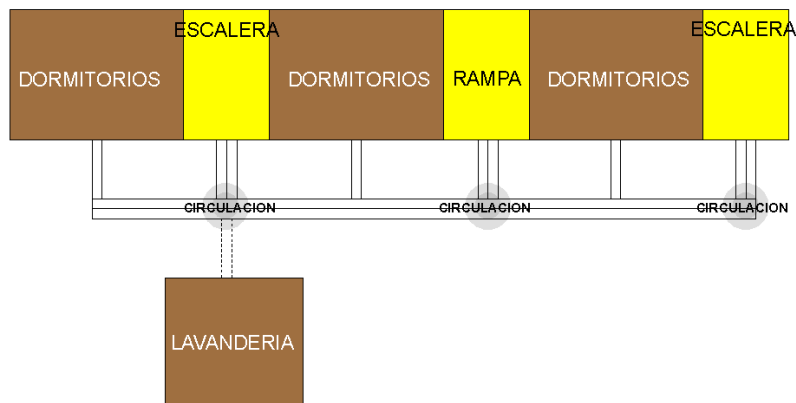 ESCALERA
ESCALERA
DORMITORIOS
DORMITORIOS
RAMPA
DORMITORIOS
CIRCULACION
CIRCULACION
CIRCULACION
LAVANDERIA